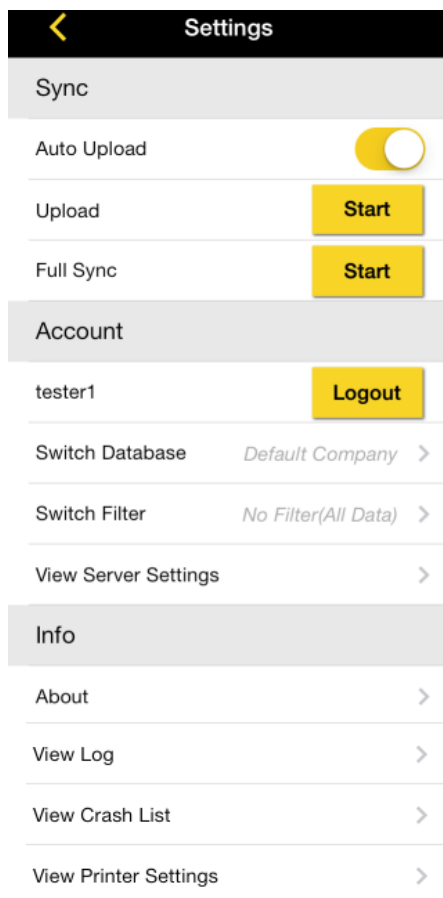 Settings
Sync
Auto Upload
Upload Start
Full Sync Start
Account
tester1 Logout
Switch Database Default Company
Switch Filter No Filter(All Data)
View Server Settings
Info
About
View Log
View Crash List
View Printer Settings